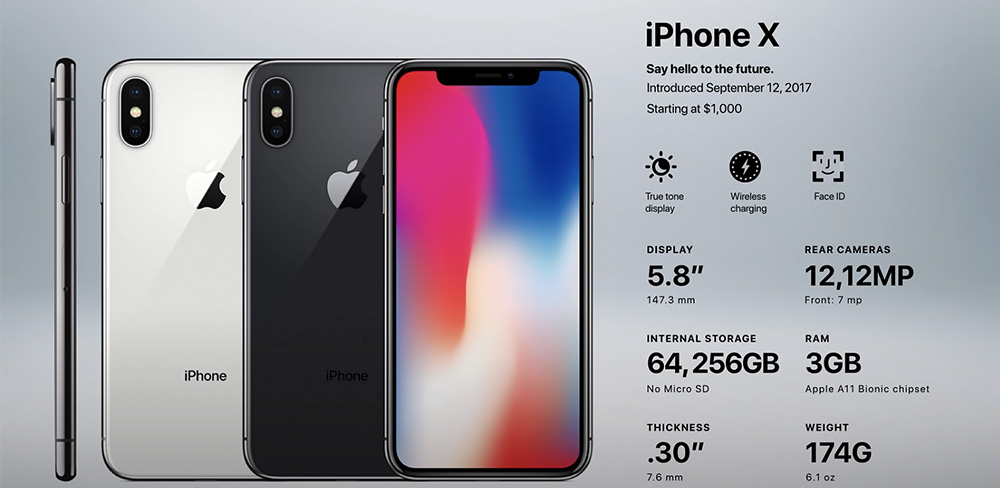 iPhone X
Say hello to the future.
Introduced September 12, 2017
Starting at $1,000
True tone
display
Wireless
charging
Face ID
DISPLAY
5.8″
147.3 mm
REAR CAMERAS
12,12MP
Front: 7 mp
INTERNAL STORAGE
64,256GB
No Micro SD
RAM
3GB
Apple A11 Bionic chipset
THICKNESS
.30″
7.6 mm
WEIGHT
174G
6.1 oz
iPhone
iPhone